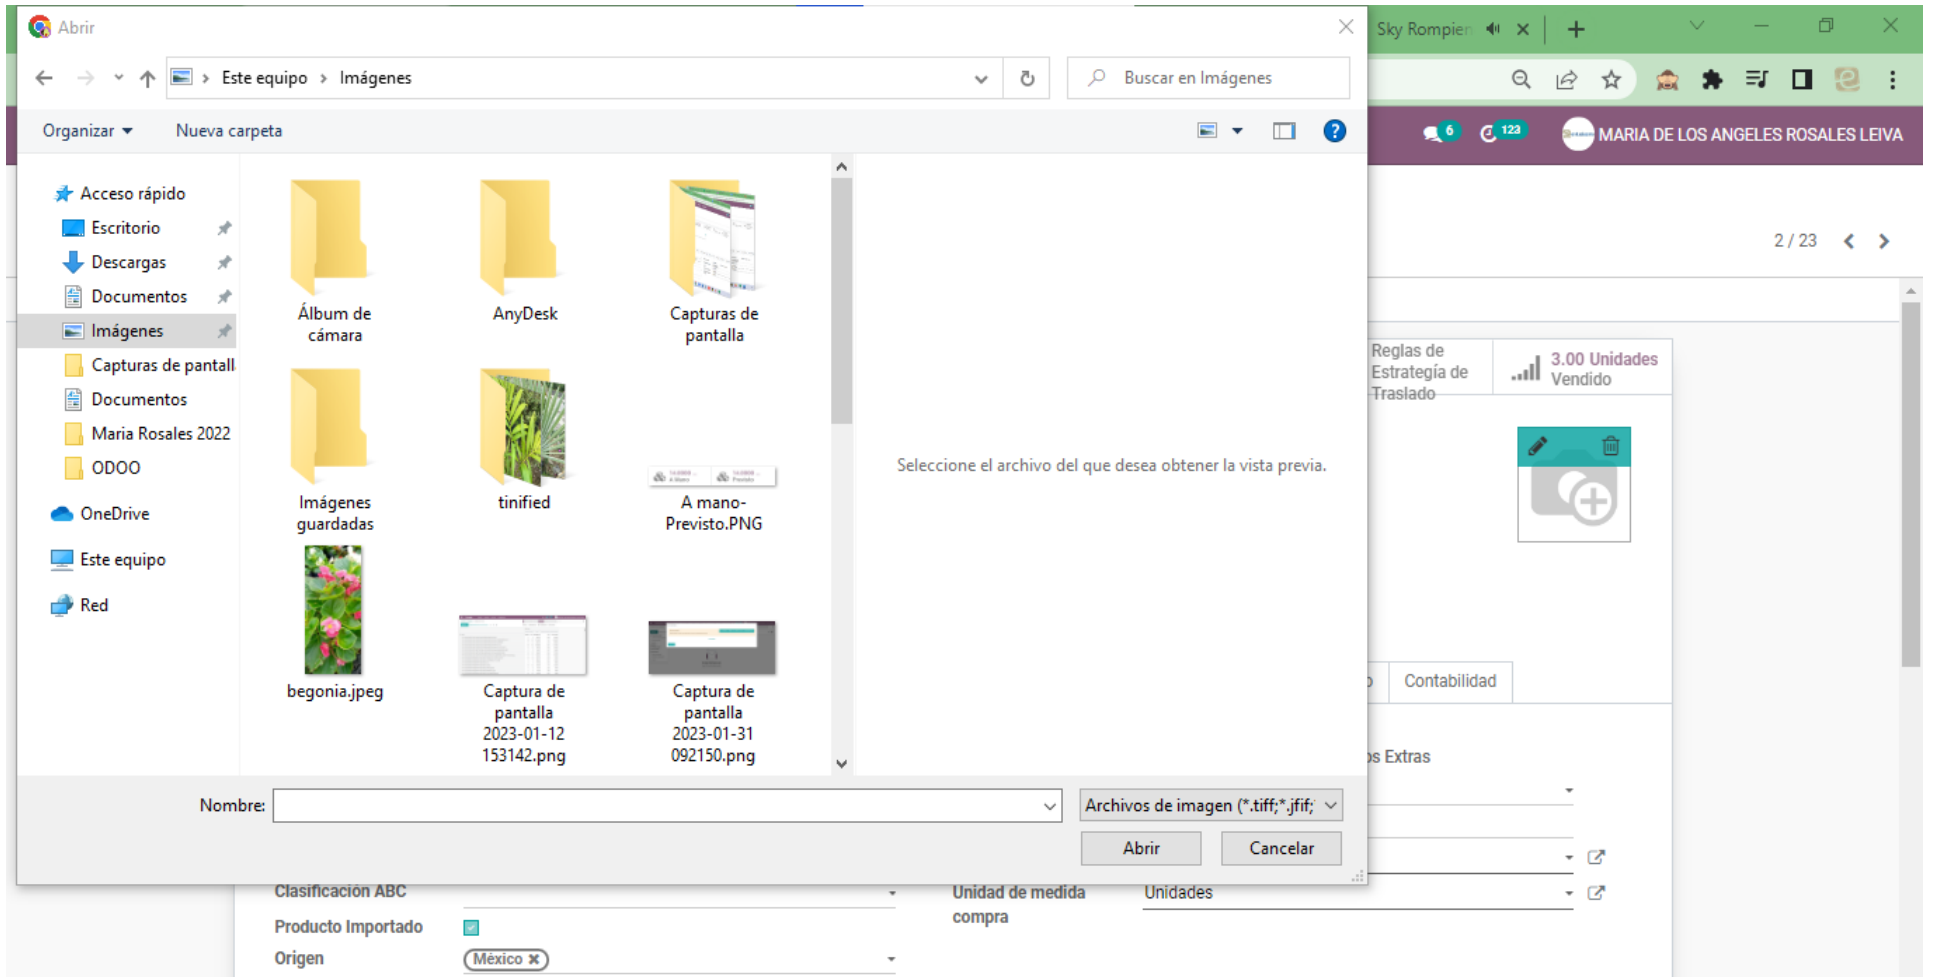 Abrir
Sky Rompien
Este equipo
Imágenes
Buscar en Imágenes
Organizar
Nueva carpeta
6
123
MARIA DE LOS ANGELES ROSALES LEIVA
Acceso rápido
Escritorio
Descargas
Documentos
Imágenes
Capturas de pantall
Documentos
Maria Rosales 2022
ODOO
OneDrive
Este equipo
Red
Álbum de
cámara
AnyDesk
Capturas de
pantalla
Imágenes
guardadas
tinified
A mano-
Previsto.PNG
begonia.jpeg
Captura de
pantalla
2023-01-12
153142.png
Captura de
pantalla
2023-01-31
092150.png
Seleccione el archivo del que desea obtener la vista previa.
2 / 23
Reglas de
Estrategía de
Traslado
3.00 Unidades
Vendido
Contabilidad
os Extras
Nombre:
Archivos de imagen (*.tiff;*.jfif;
Abrir
Cancelar
Clasificación ABC
Unidad de medida
compra
Unidades
Producto Importado
Origen
México